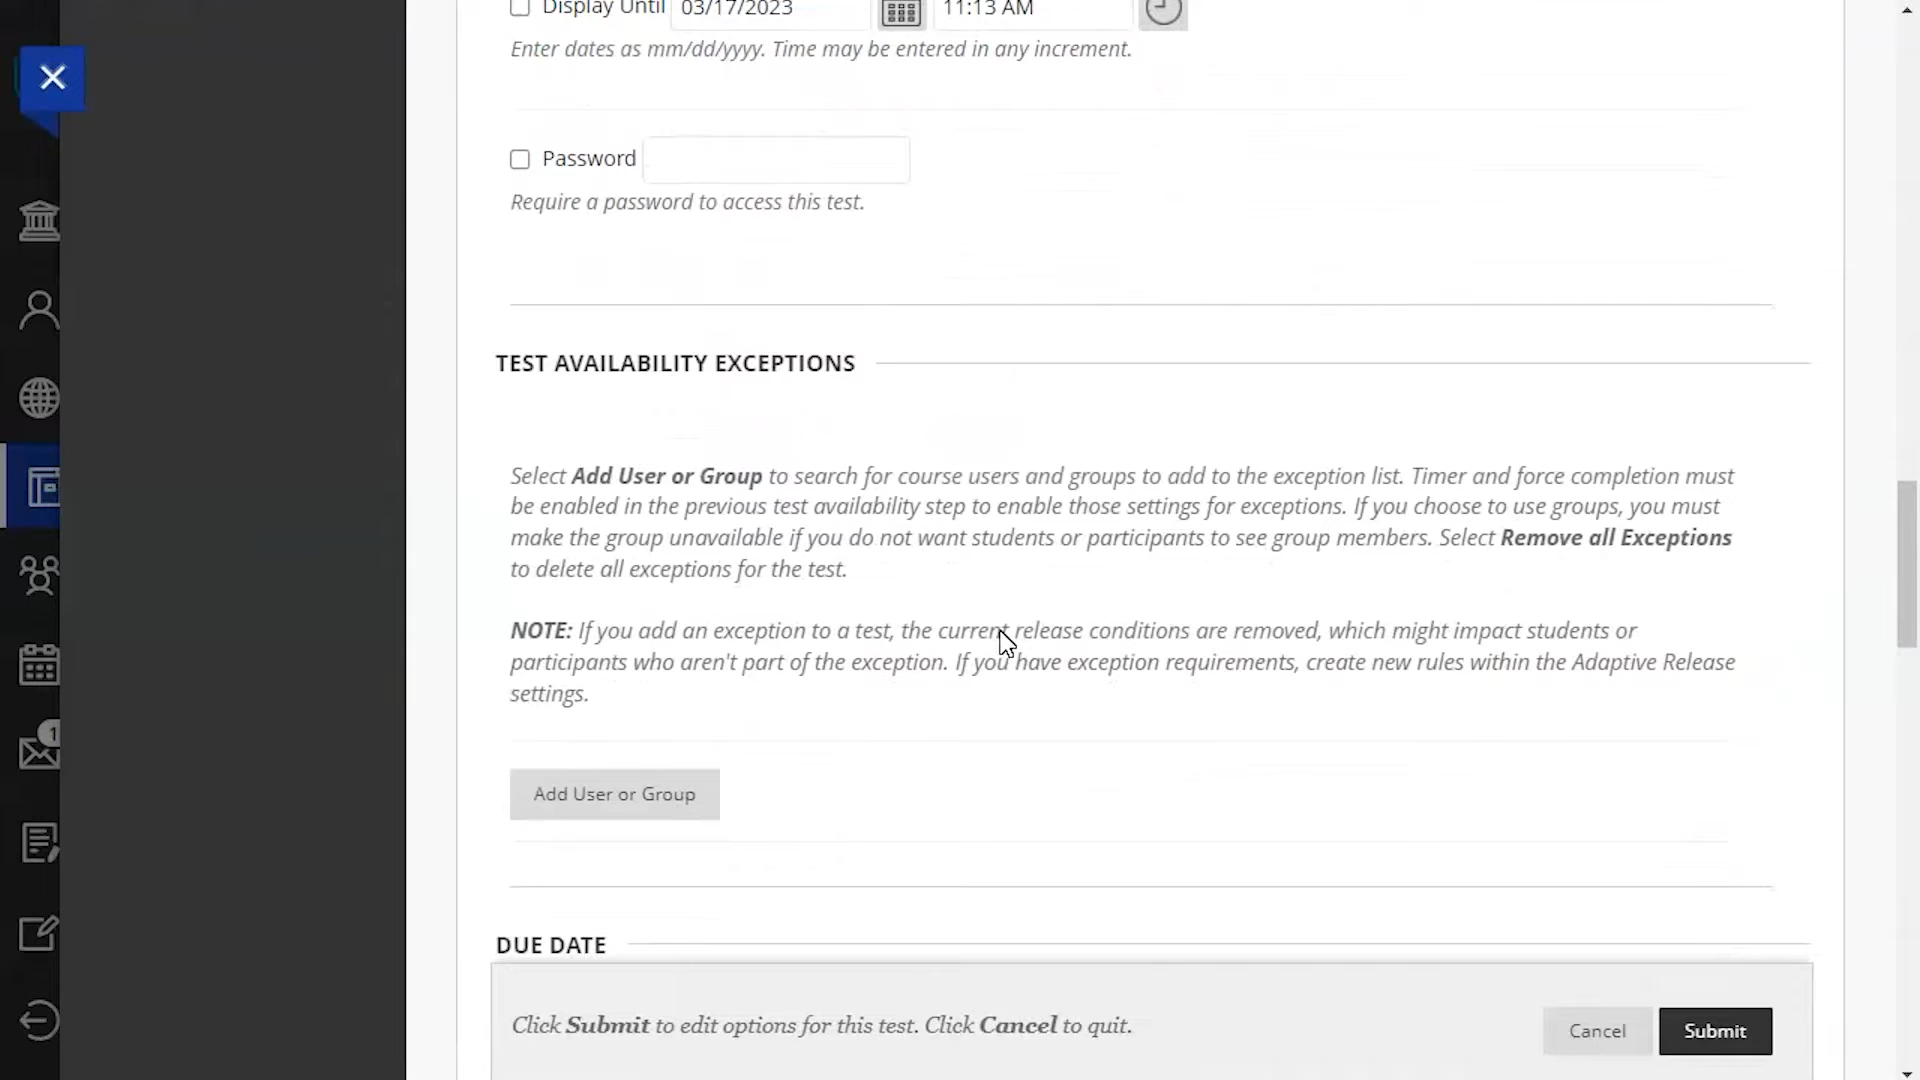 Display Until 03/17/2023 11:13 AM
Enter dates as mm/dd/yyyy. Time may be entered in any increment.
Password
Require a password to access this test.
TEST AVAILABILITY EXCEPTIONS
Select Add User or Group to search for course users and groups to add to the exception list. Timer and force completion must
be enabled in the previous test availability step to enable those settings for exceptions. If you choose to use groups, you must
make the group unavailable if you do not want students or participants to see group members. Select Remove all Exceptions
to delete all exceptions for the test.
NOTE: If you add an exception to a test, the current release conditions are removed, which might impact students or
participants who aren't part of the exception. If you have exception requirements, create new rules within the Adaptive Release
settings.
1
Add User or Group
DUE DATE
Click Submit to edit options for this test. Click Cancel to quit.
Cancel Submit